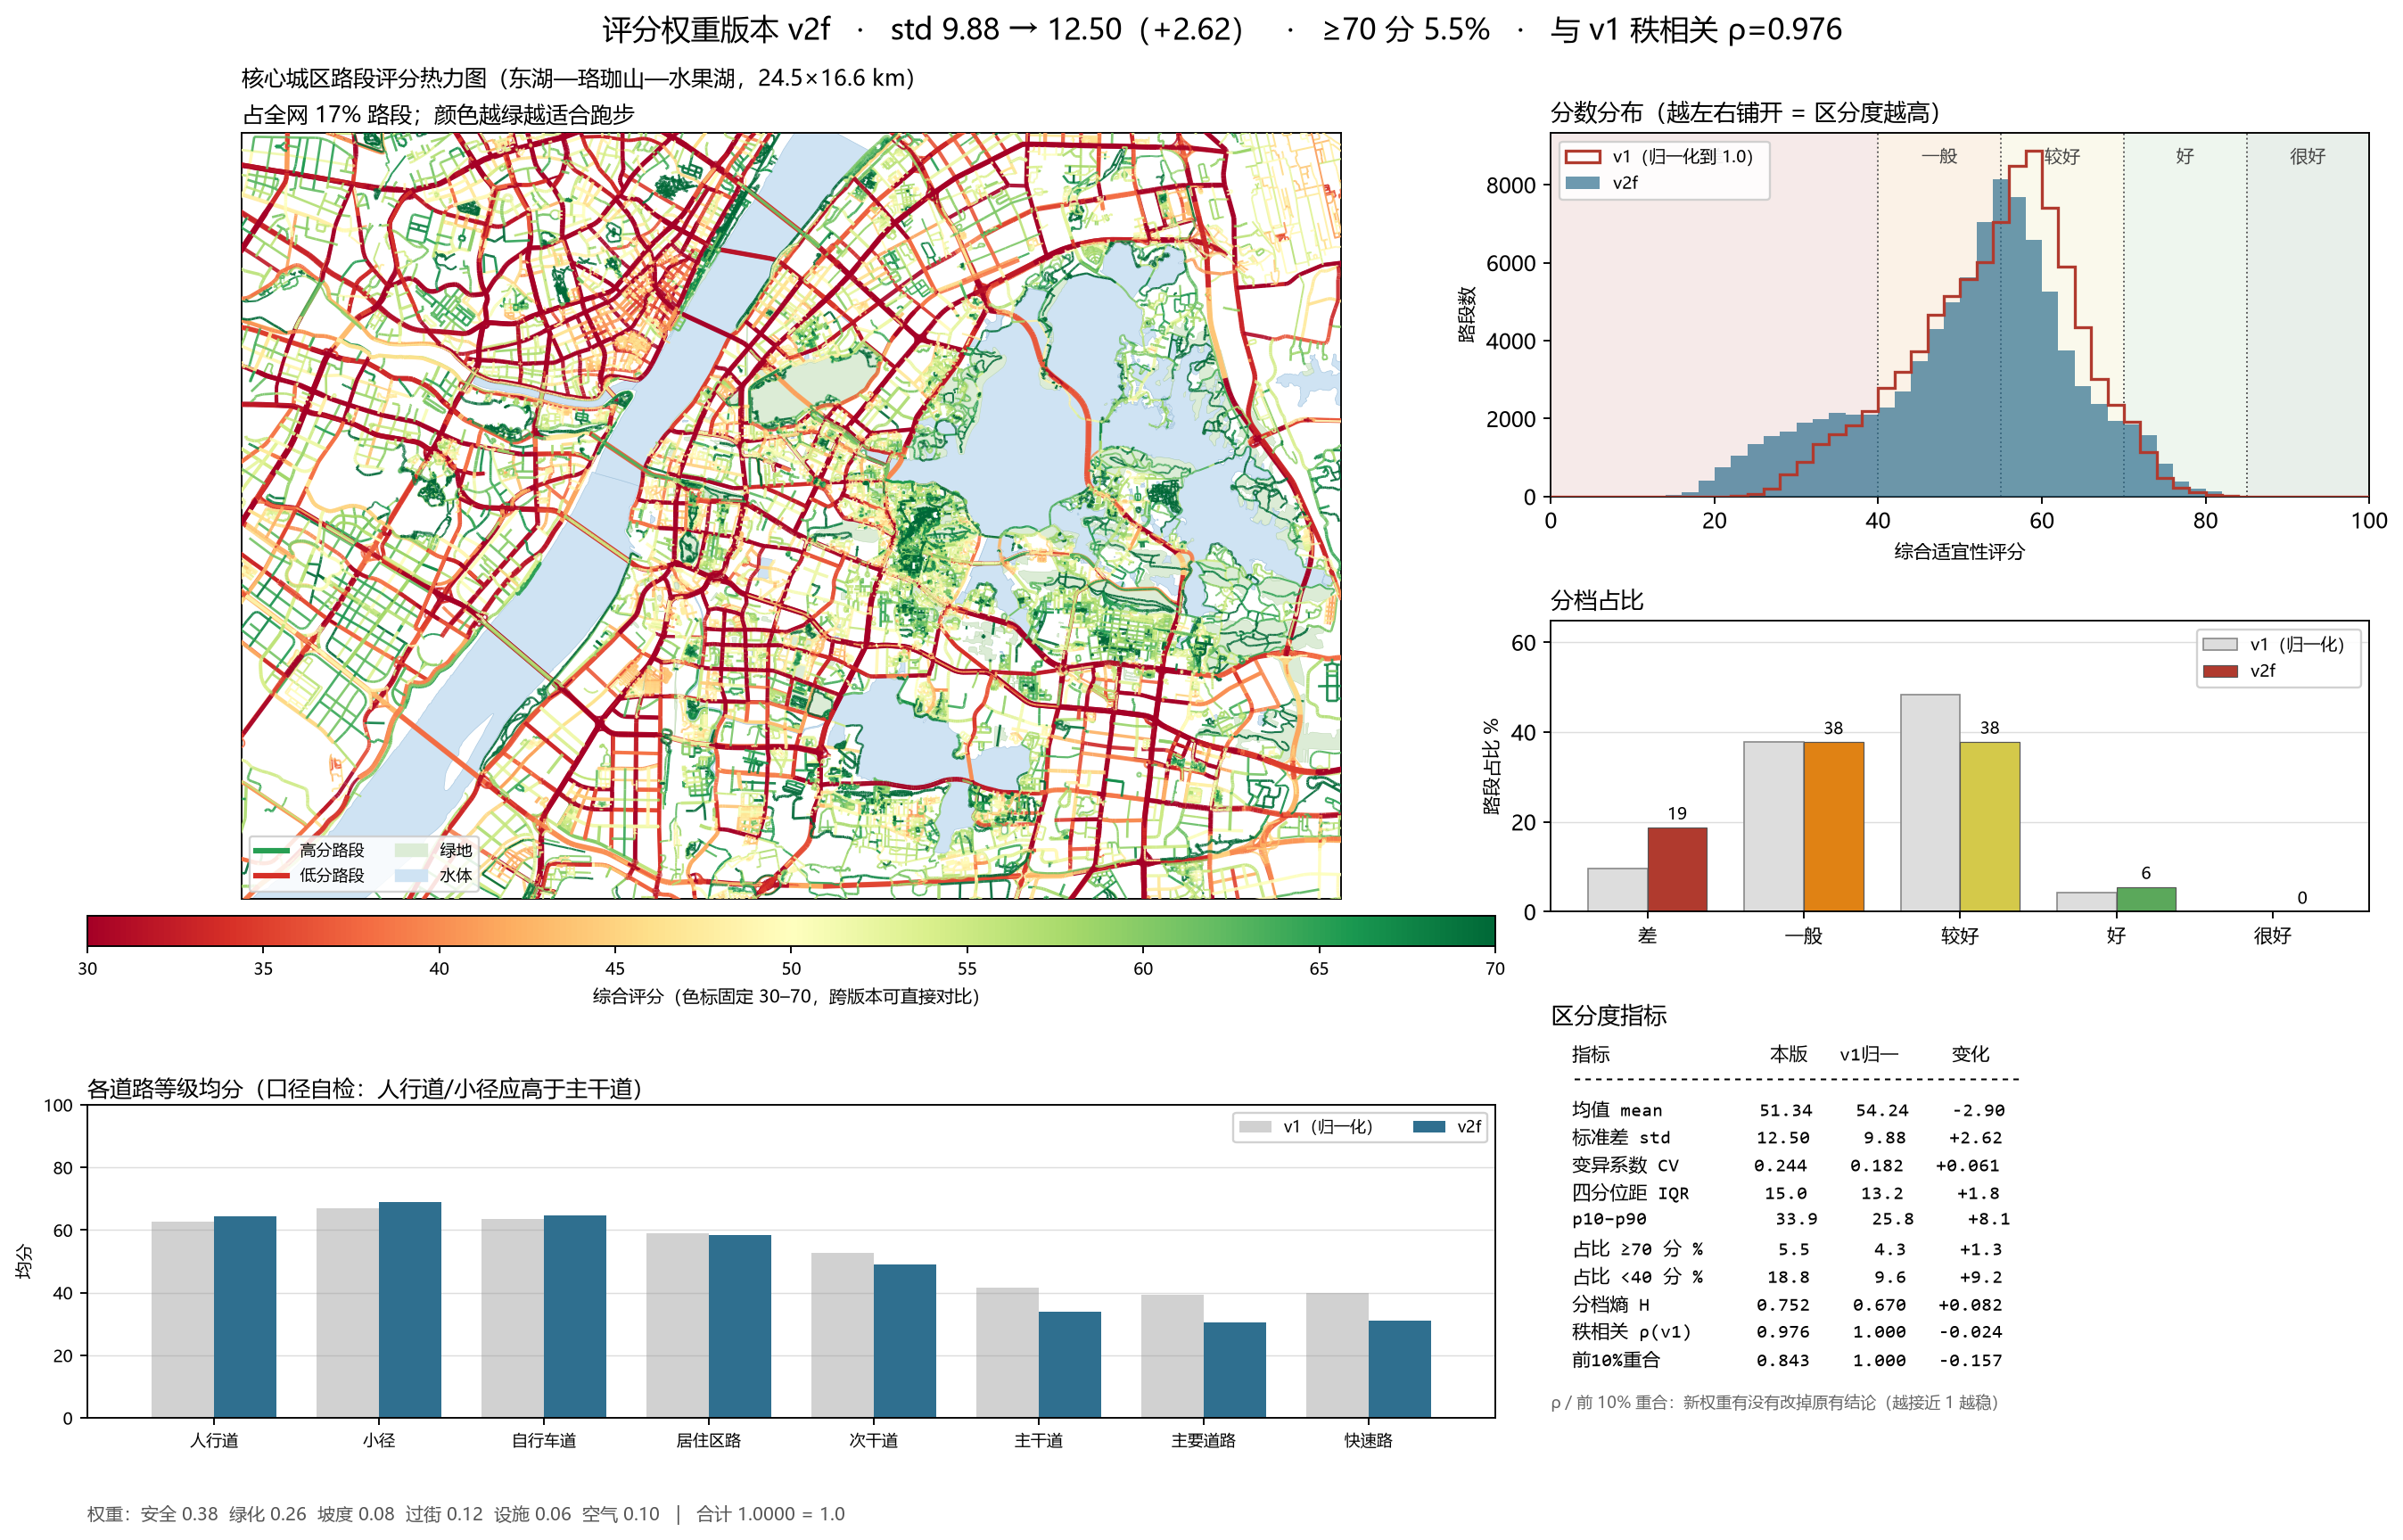 评分权重版本 v2f · std 9.88 → 12.50（+2.62） · ≥70 分 5.5% · 与 v1 秩相关 ρ=0.976
核心城区路段评分热力图（东湖—珞珈山—水果湖，24.5×16.6 km）
占全网 17% 路段；颜色越绿越适合跑步
高分路段 绿地
低分路段 水体
30 35 40 45 50 55 60 65 70
综合评分（色标固定 30–70，跨版本可直接对比）
分数分布（越左右铺开 = 区分度越高）
v1（归一化到 1.0）
v2f
一般 较好 好 很好
8000
6000
4000
2000
0
路段数
0 20 40 60 80 100
综合适宜性评分
分档占比
v1（归一化）
v2f
60
40
20
0
路段占比 %
19 38 38 6 0
差 一般 较好 好 很好
各道路等级均分（口径自检：人行道/小径应高于主干道）
v1（归一化） v2f
100
80
60
40
20
0
均分
人行道 小径 自行车道 居住区路 次干道 主干道 主要道路 快速路
区分度指标
指标 本版 v1归一 变化
均值 mean 51.34 54.24 -2.90
标准差 std 12.50 9.88 +2.62
变异系数 CV 0.244 0.182 +0.061
四分位距 IQR 15.0 13.2 +1.8
p10–p90 33.9 25.8 +8.1
占比 ≥70 分 % 5.5 4.3 +1.3
占比 <40 分 % 18.8 9.6 +9.2
分档熵 H 0.752 0.670 +0.082
秩相关 ρ(v1) 0.976 1.000 -0.024
前10%重合 0.843 1.000 -0.157
ρ / 前 10% 重合：新权重有没有改掉原有结论（越接近 1 越稳）
权重：安全 0.38 绿化 0.26 坡度 0.08 过街 0.12 设施 0.06 空气 0.10 | 合计 1.0000 = 1.0